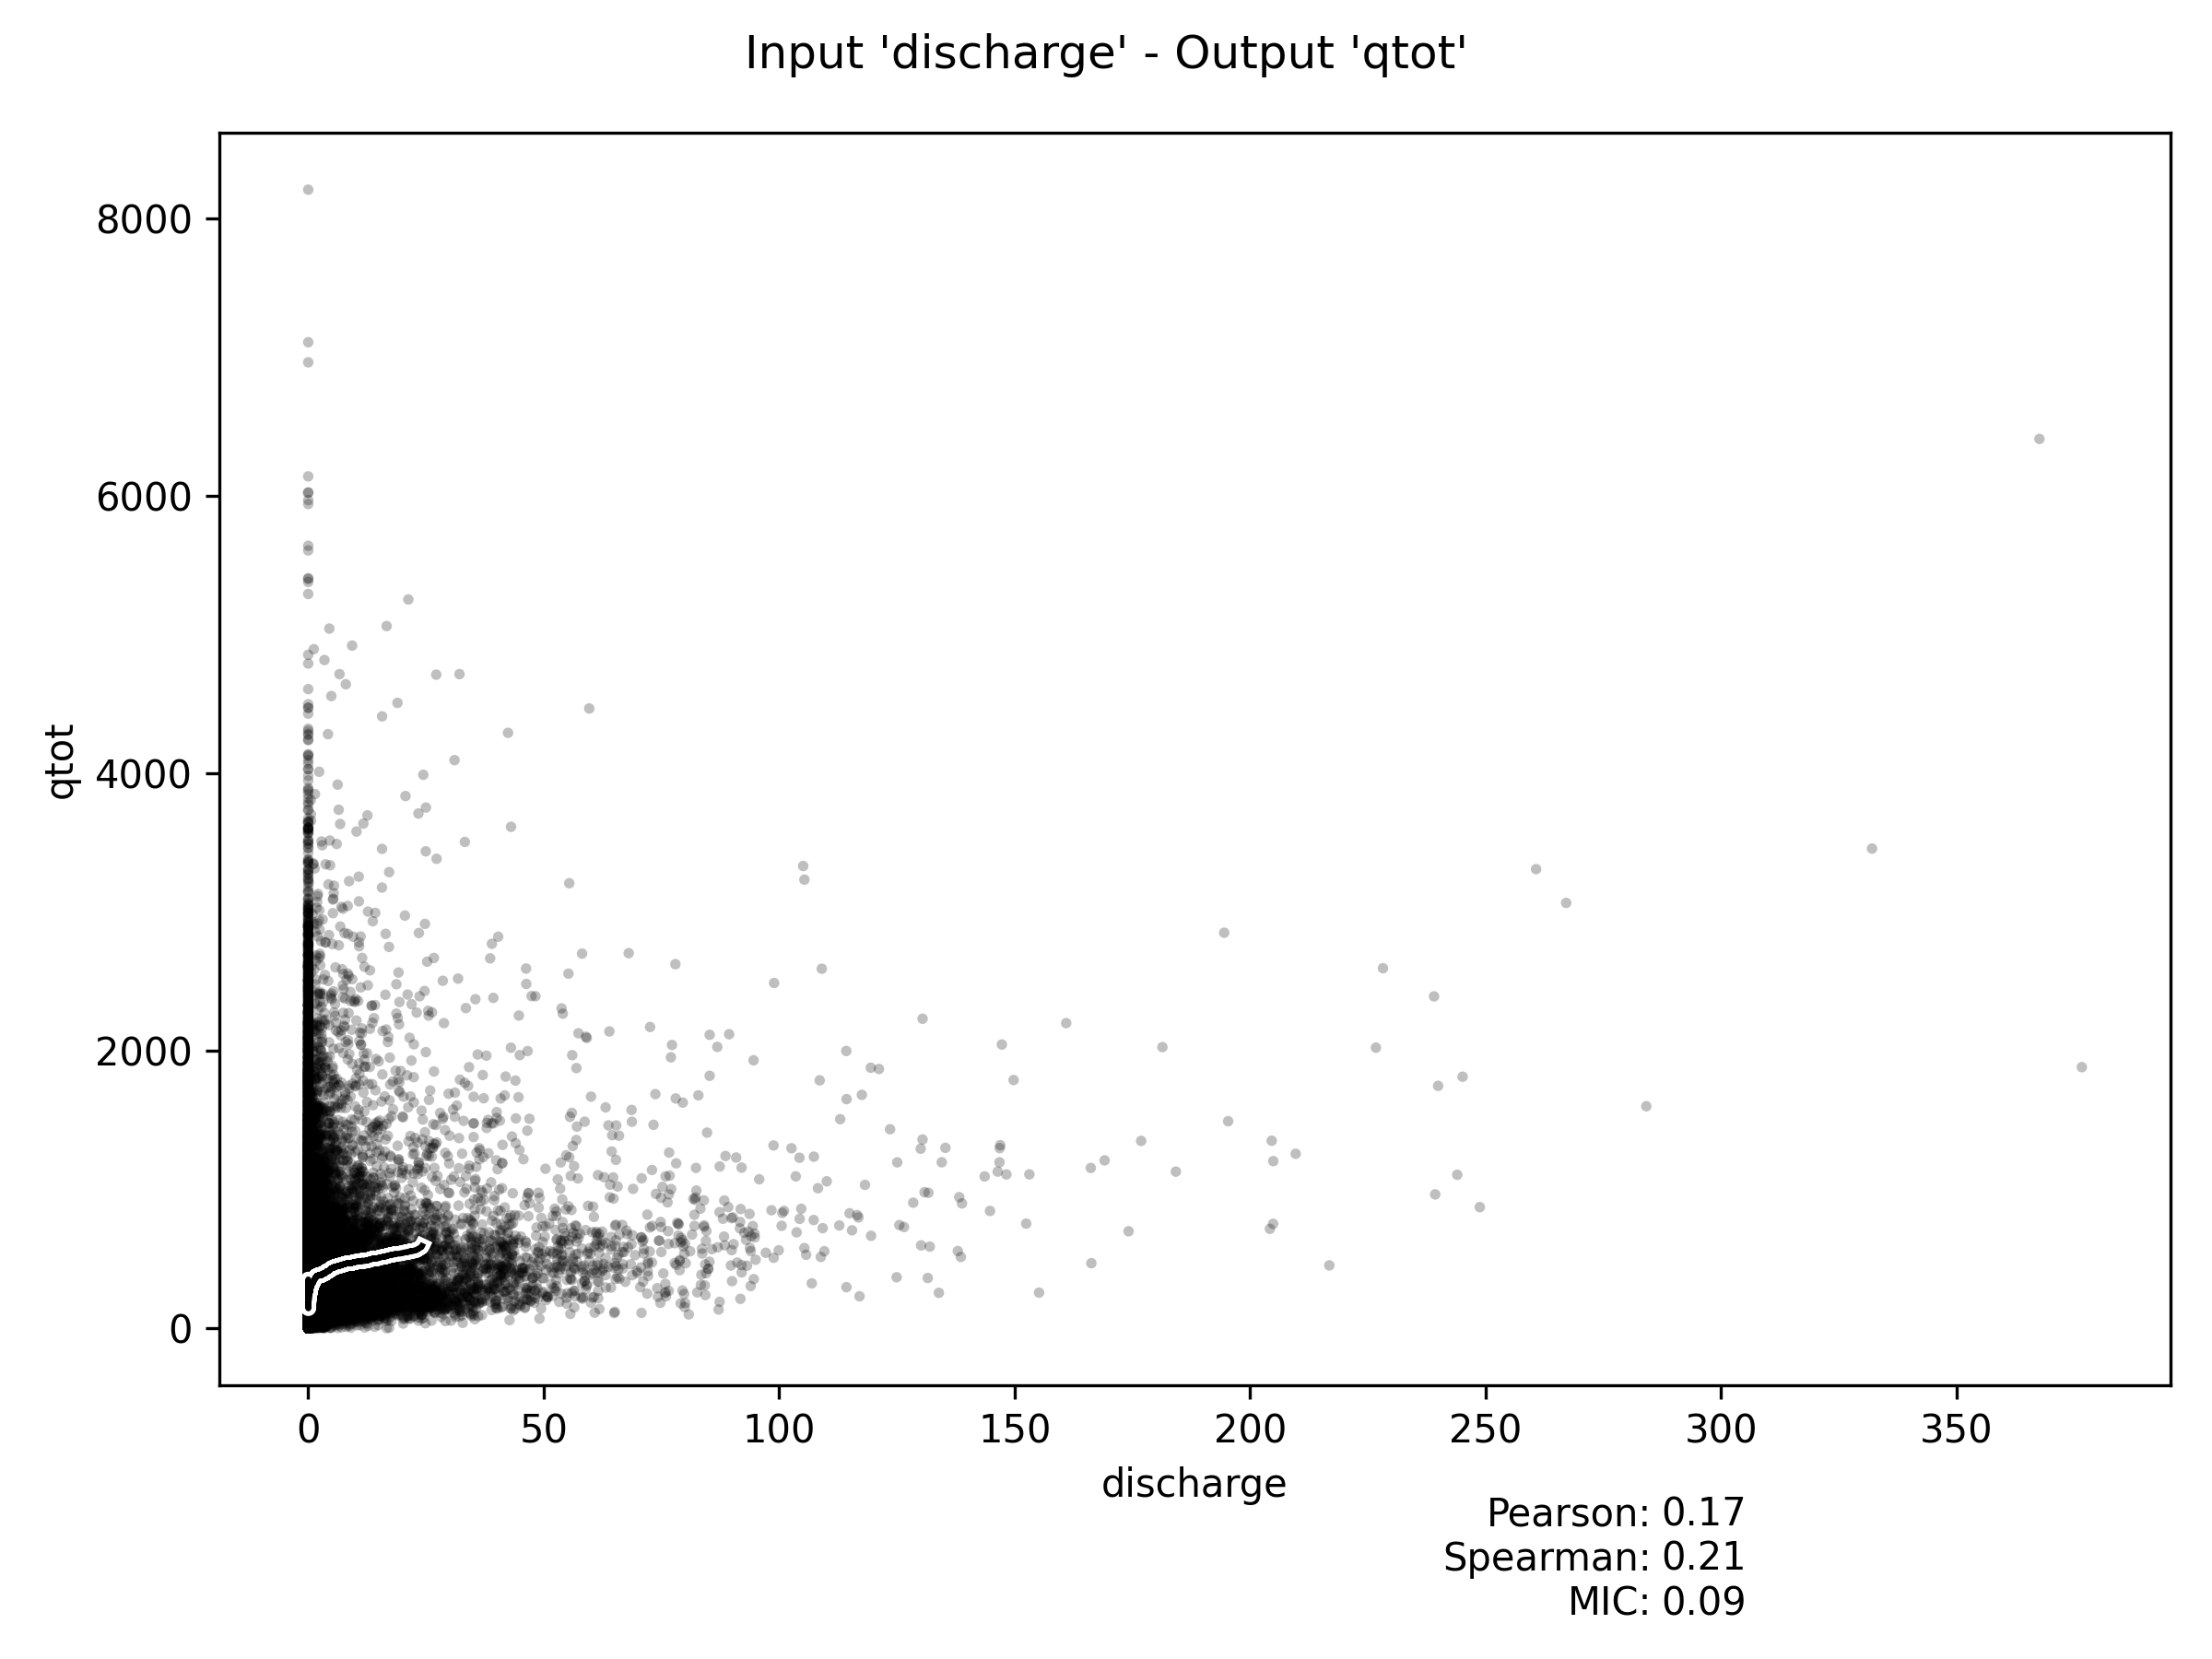 Input 'discharge' - Output 'qtot'
8000
6000
4000
2000
0
qtot
0 50 100 150 200 250 300 350
discharge
Pearson: 0.17
Spearman: 0.21
MIC: 0.09